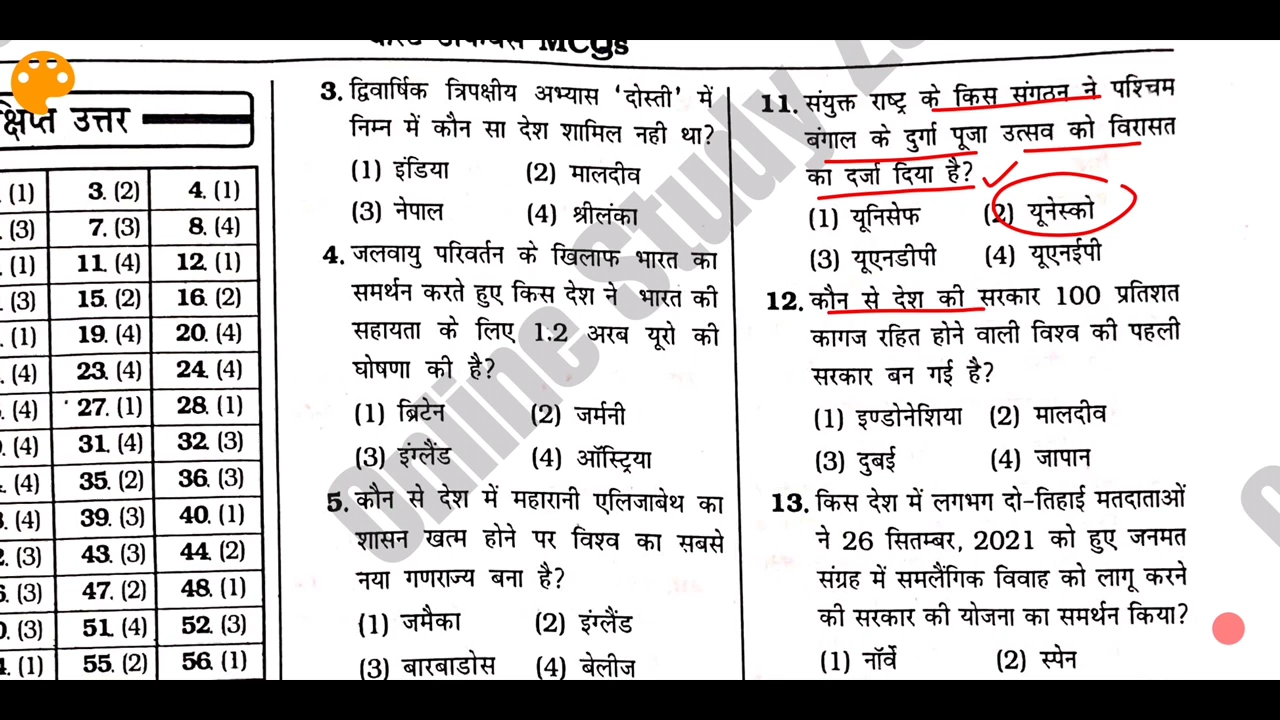 MCQs
क्षिप्त उत्तर
(1) 3. (2) 4. (1)
(3) 7. (3) 8. (4)
(1) 11. (4) 12. (1)
(3) 15. (2) 16. (2)
(1) 19. (4) 20. (4)
(4) 23. (4) 24. (4)
(4) 27. (1) 28. (1)
(4) 31. (4) 32. (3)
(4) 35. (2) 36. (3)
(4) 39. (3) 40. (1)
(3) 43. (3) 44. (2)
(3) 47. (2) 48. (1)
(3) 51. (4) 52. (3)
(1) 55. (2) 56. (1)
3. द्विवार्षिक त्रिपक्षीय अभ्यास 'दोस्ती' में
निम्न में कौन सा देश शामिल नही था?
(1) इंडिया (2) मालदीव
(3) नेपाल (4) श्रीलंका
4. जलवायु परिवर्तन के खिलाफ भारत का
समर्थन करते हुए किस देश ने भारत की
सहायता के लिए 1.2 अरब यूरो की
घोषणा की है?
(1) ब्रिटेन (2) जर्मनी
(3) इंग्लैंड (4) ऑस्ट्रिया
5. कौन से देश में महारानी एलिजाबेथ का
शासन खत्म होने पर विश्व का सबसे
नया गणराज्य बना है?
(1) जमैका (2) इंग्लैंड
(3) बारबाडोस (4) बेलीज
11. संयुक्त राष्ट्र के किस संगठन ने पश्चिम
बंगाल के दुर्गा पूजा उत्सव को विरासत
का दर्जा दिया है?
(1) यूनिसेफ (2) यूनेस्को
(3) यूएनडीपी (4) यूएनईपी
12. कौन से देश की सरकार 100 प्रतिशत
कागज रहित होने वाली विश्व की पहली
सरकार बन गई है?
(1) इण्डोनेशिया (2) मालदीव
(3) दुबई (4) जापान
13. किस देश में लगभग दो-तिहाई मतदाताओं
ने 26 सितम्बर, 2021 को हुए जनमत
संग्रह में समलैंगिक विवाह को लागू करने
की सरकार की योजना का समर्थन किया?
(1) नॉर्वे (2) स्पेन
Online Study